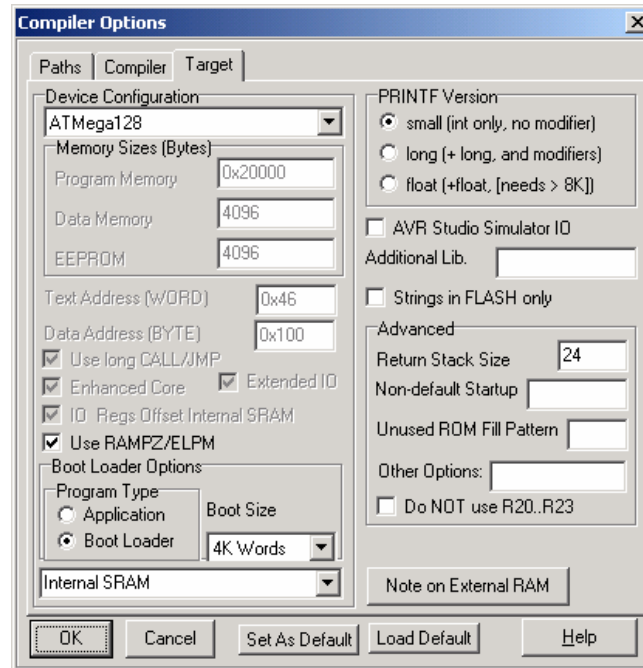 Compiler Options
Paths
Compiler
Target
Device Configuration
ATMega128
Memory Sizes (Bytes)
Program Memory 0x20000
Data Memory 4096
EEPROM 4096
Text Address (WORD) 0x46
Data Address (BYTE) 0x100
Use long CALL/JMP
Enhanced Core Extended IO
IO Regs Offset Internal SRAM
Use RAMPZ/ELPM
Boot Loader Options
Program Type
Application
Boot Loader
Boot Size
4K Words
Internal SRAM
PRINTF Version
small (int only, no modifier)
long (+ long, and modifiers)
float (+float, [needs > 8K])
AVR Studio Simulator IO
Additional Lib.
Strings in FLASH only
Advanced
Return Stack Size 24
Non-default Startup
Unused ROM Fill Pattern
Other Options:
Do NOT use R20..R23
Note on External RAM
OK Cancel Set As Default Load Default Help